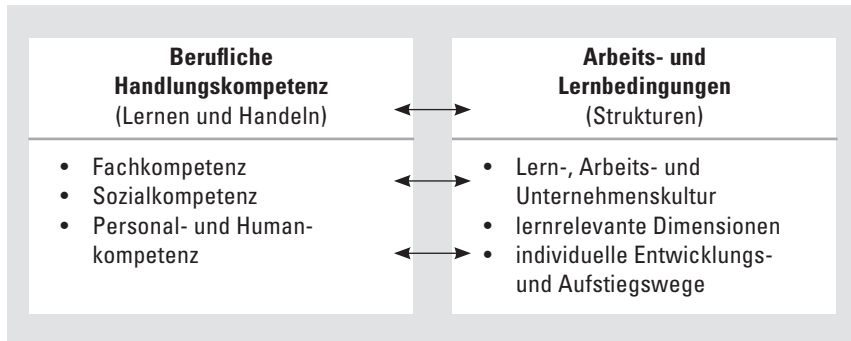 Berufliche
Handlungskompetenz
(Lernen und Handeln)
• Fachkompetenz
• Sozialkompetenz
• Personal- und Human-
kompetenz
Arbeits- und
Lernbedingungen
(Strukturen)
• Lern-, Arbeits- und
Unternehmenskultur
• lernrelevante Dimensionen
• individuelle Entwicklungs-
und Aufstiegswege